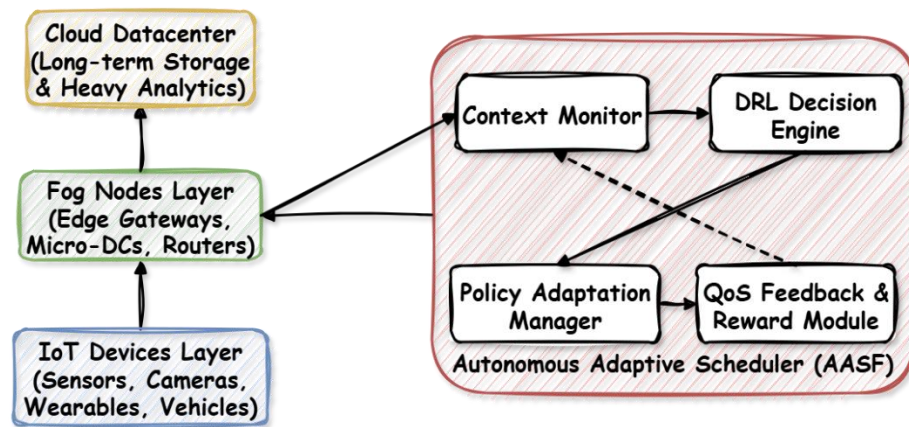 Cloud Datacenter
(Long-term Storage
& Heavy Analytics)
Fog Nodes Layer
(Edge Gateways,
Micro-DCs, Routers)
IoT Devices Layer
(Sensors, Cameras,
Wearables, Vehicles)
Context Monitor
DRL Decision
Engine
Policy Adaptation
Manager
QoS Feedback &
Reward Module
Autonomous Adaptive Scheduler (AASF)